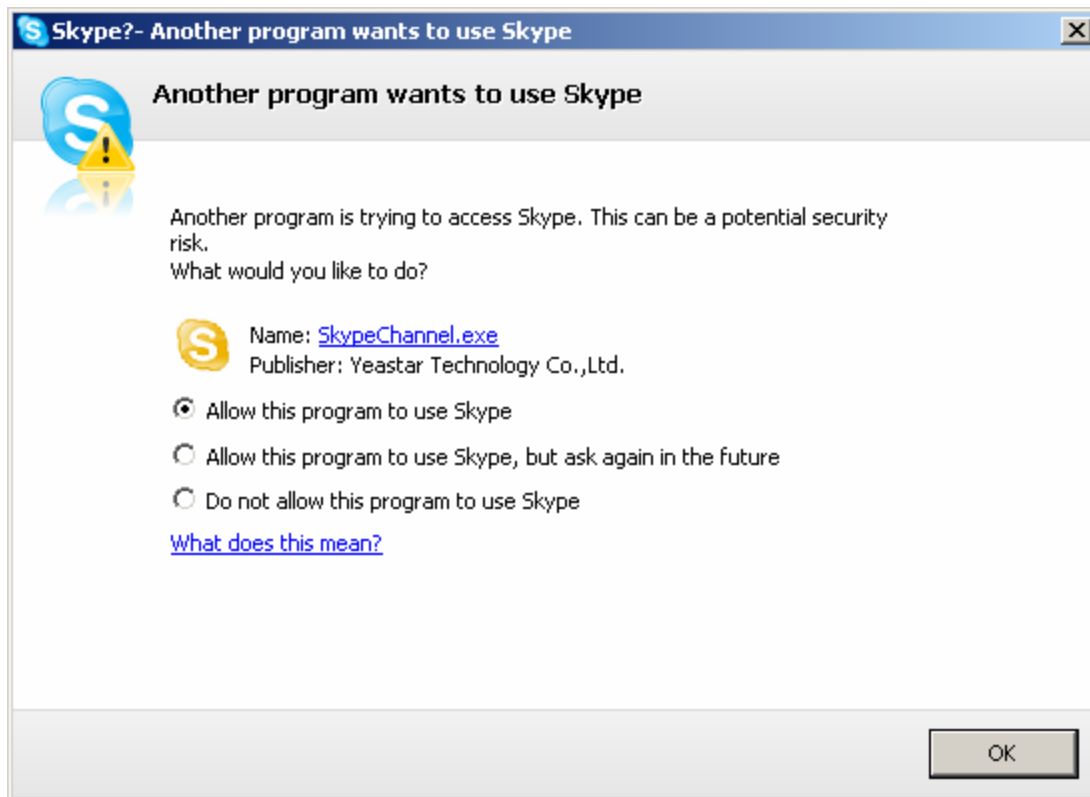 Skype?- Another program wants to use Skype
Another program wants to use Skype
Another program is trying to access Skype. This can be a potential security
risk.
What would you like to do?
Name: SkypeChannel.exe
Publisher: Yeastar Technology Co.,Ltd.
Allow this program to use Skype
Allow this program to use Skype, but ask again in the future
Do not allow this program to use Skype
What does this mean?
OK